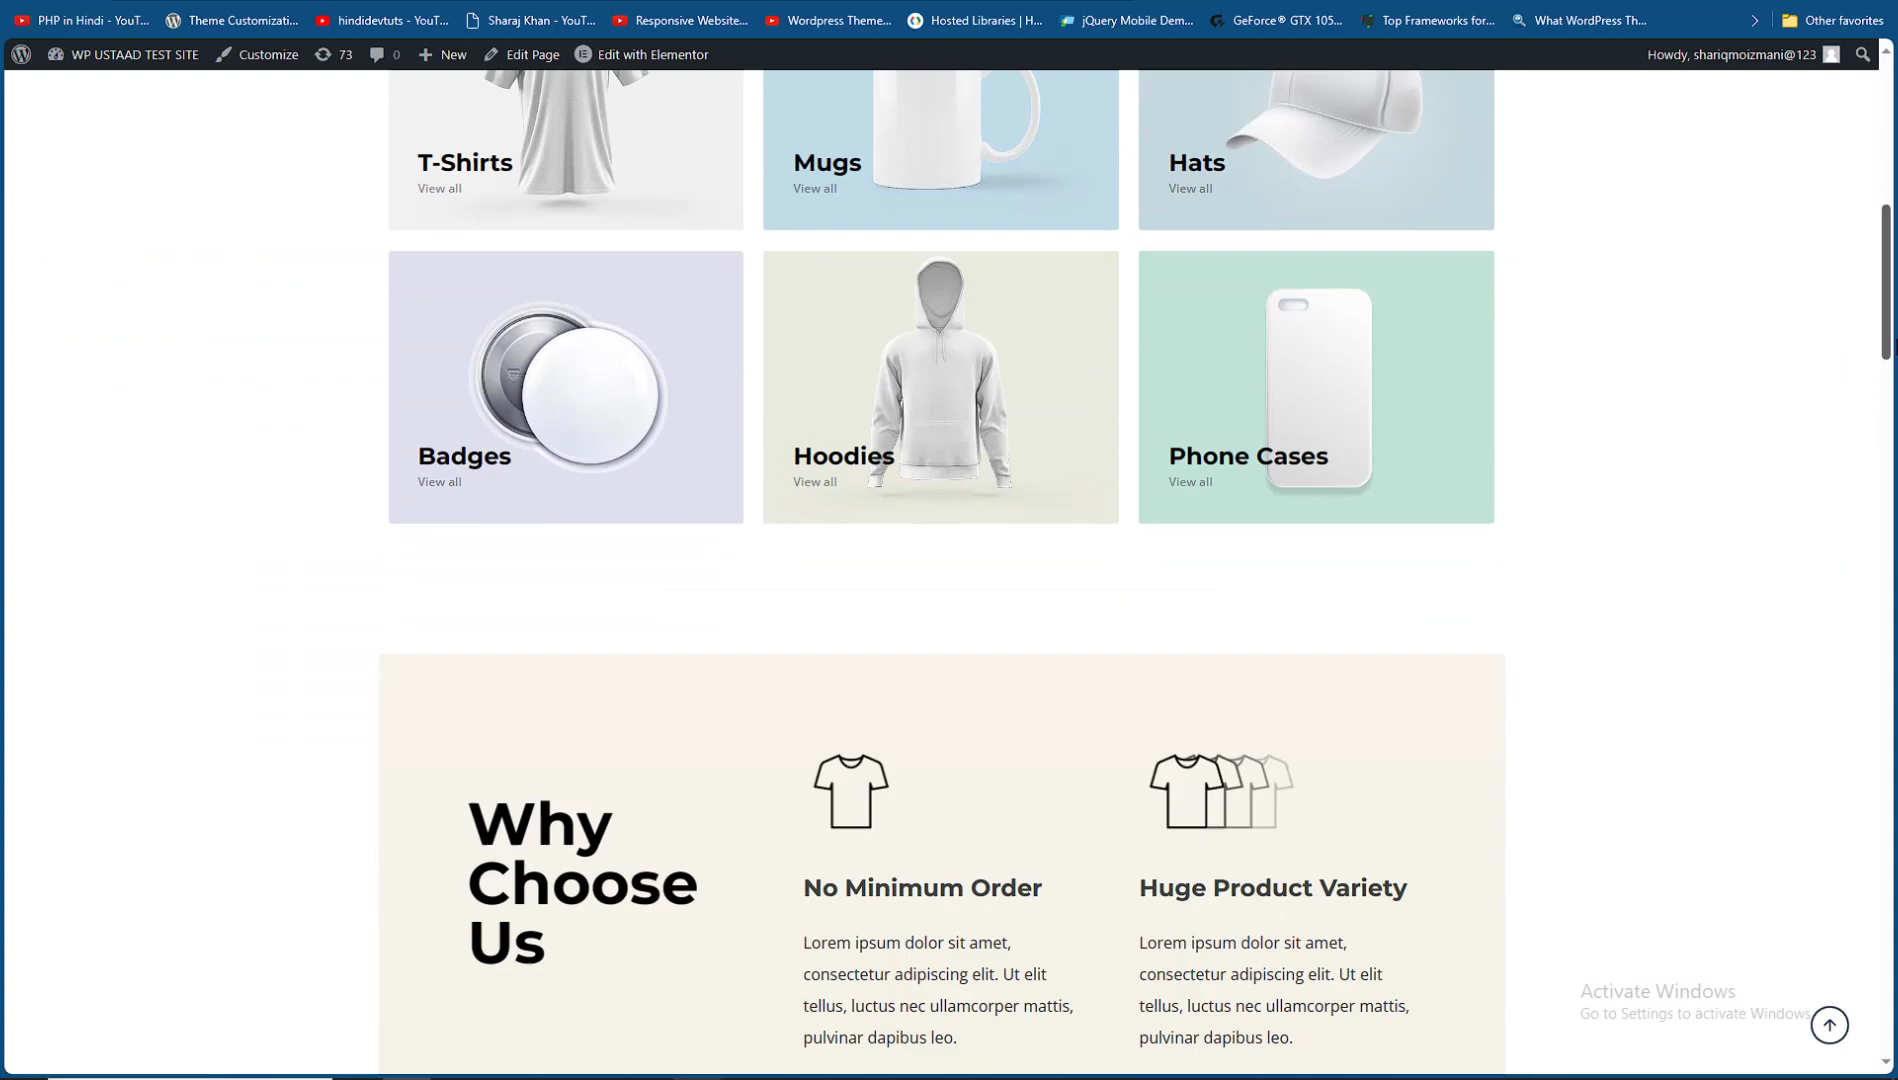 PHP in Hindi - YouT... Theme Customizati... hindidevtuts - YouT... Sharaj Khan - YouT... Responsive Website... Wordpress Theme... Hosted Libraries | H... jQuery Mobile Dem... GeForce® GTX 105... Top Frameworks for... What WordPress Th... Other favorites
WP USTAAD TEST SITE Customize 73 0 New Edit Page Edit with Elementor Howdy, shariqmoizmani@123
T-Shirts Mugs Hats
View all View all View all
Badges Hoodies Phone Cases
View all View all View all
Why
Choose
Us
No Minimum Order
Lorem ipsum dolor sit amet,
consectetur adipiscing elit. Ut elit
tellus, luctus nec ullamcorper mattis,
pulvinar dapibus leo.
Huge Product Variety
Lorem ipsum dolor sit amet,
consectetur adipiscing elit. Ut elit
tellus, luctus nec ullamcorper mattis,
pulvinar dapibus leo.
Activate Windows
Go to Settings to activate Windows.